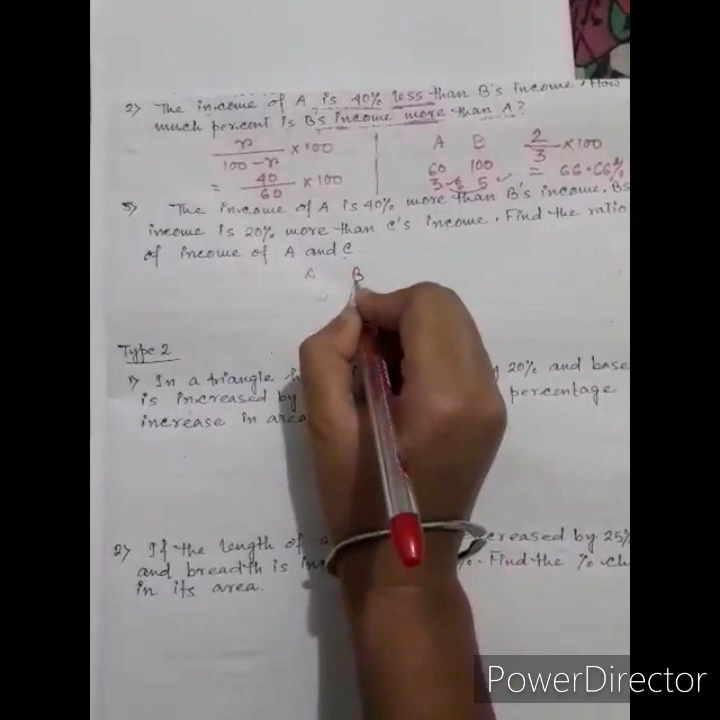 2) The income of A is 40% less than B's income. How
much percent is B's income more than A?
r/(100-r) × 100
= 40/60 × 100
A B
60 100
3 5
2/3 × 100
= 66.66%
3) The income of A is 40% more than B's income. B's
income is 20% more than C's income. Find the ratio
of income of A and C
B
Type 2
1) In a triangle 20% and base
is increased by percentage
increase in area
2) If the length of a creased by 25%
and breadth is in %. Find the % ch
in its area.
PowerDirector